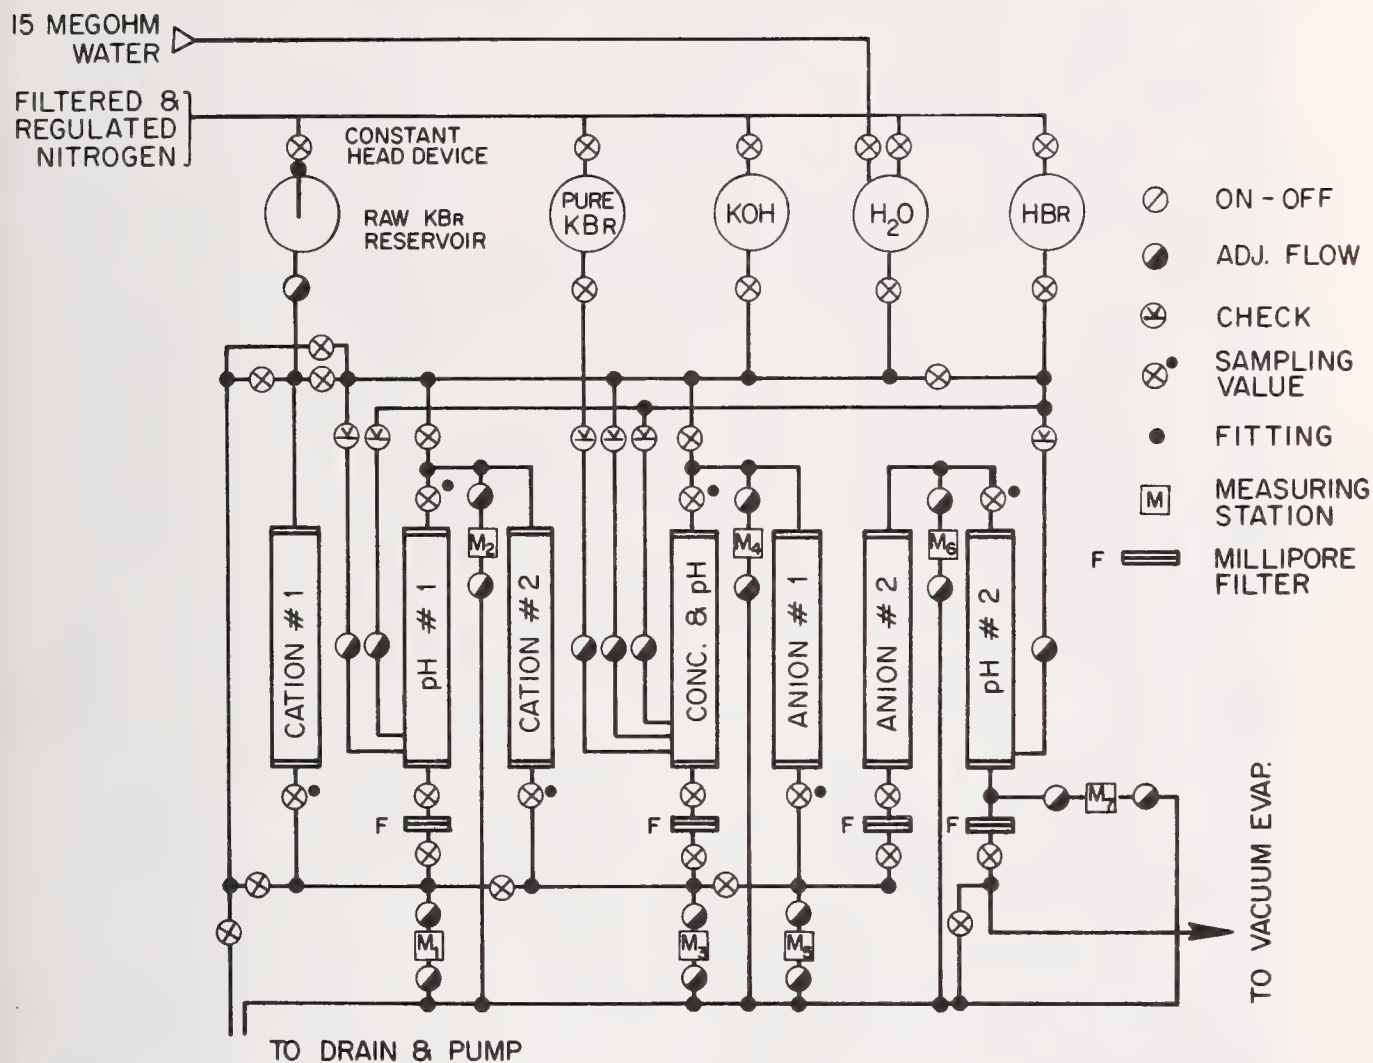 15 MEGOHM
WATER
FILTERED &
REGULATED
NITROGEN
CONSTANT
HEAD DEVICE
RAW KBR
RESERVOIR
PURE
KBR
KOH
H₂O
HBR
ON-OFF
ADJ. FLOW
CHECK
SAMPLING
VALUE
FITTING
M
MEASURING
STATION
F
MILLIPORE
FILTER
CATION # 1
pH # 1
M₂
CATION # 2
CONC. & pH
M₄
ANION # 1
ANION # 2
M₆
pH # 2
F
F
F
F
M₇
M₁
M₃
M₅
TO VACUUM EVAP.
TO DRAIN & PUMP